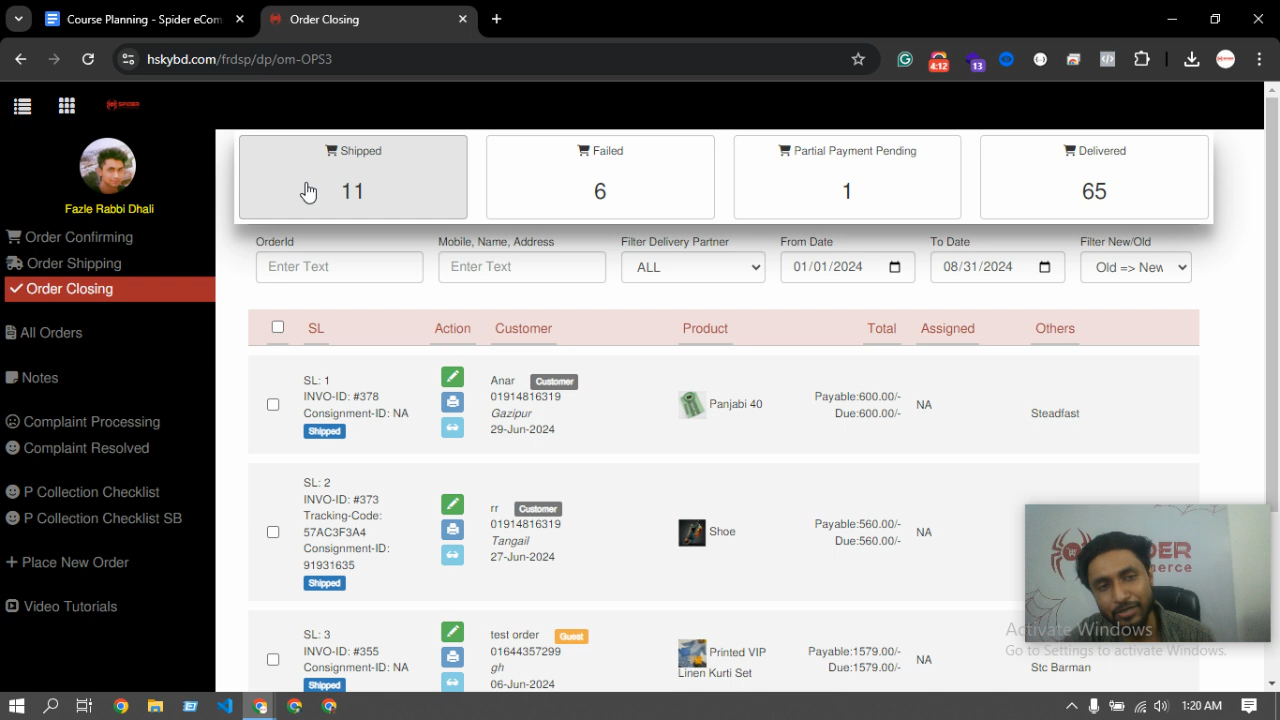 Course Planning - Spider eCom
Order Closing
hskybd.com/frdsp/dp/om-OPS3
4:12
13
SPIDER
Fazle Rabbi Dhali
Order Confirming
Order Shipping
Order Closing
All Orders
Notes
Complaint Processing
Complaint Resolved
P Collection Checklist
P Collection Checklist SB
Place New Order
Video Tutorials
Shipped
11
Failed
6
Partial Payment Pending
1
Delivered
65
OrderId
Enter Text
Mobile, Name, Address
Enter Text
Filter Delivery Partner
ALL
From Date
01/01/2024
To Date
08/31/2024
Filter New/Old
Old => New
SL Action Customer Product Total Assigned Others
SL: 1
INVO-ID: #378
Consignment-ID: NA
Shipped
Anar Customer
01914816319
Gazipur
29-Jun-2024
Panjabi 40
Payable:600.00/-
Due:600.00/-
NA
Steadfast
SL: 2
INVO-ID: #373
Tracking-Code:
57AC3F3A4
Consignment-ID:
91931635
Shipped
rr Customer
01914816319
Tangail
27-Jun-2024
Shoe
Payable:560.00/-
Due:560.00/-
NA
SL: 3
INVO-ID: #355
Consignment-ID: NA
Shipped
test order Guest
01644357299
gh
06-Jun-2024
Printed VIP
Linen Kurti Set
Payable:1579.00/-
Due:1579.00/-
NA
Stc Barman
Activate Windows
Go to Settings to activate Windows.
1:20 AM